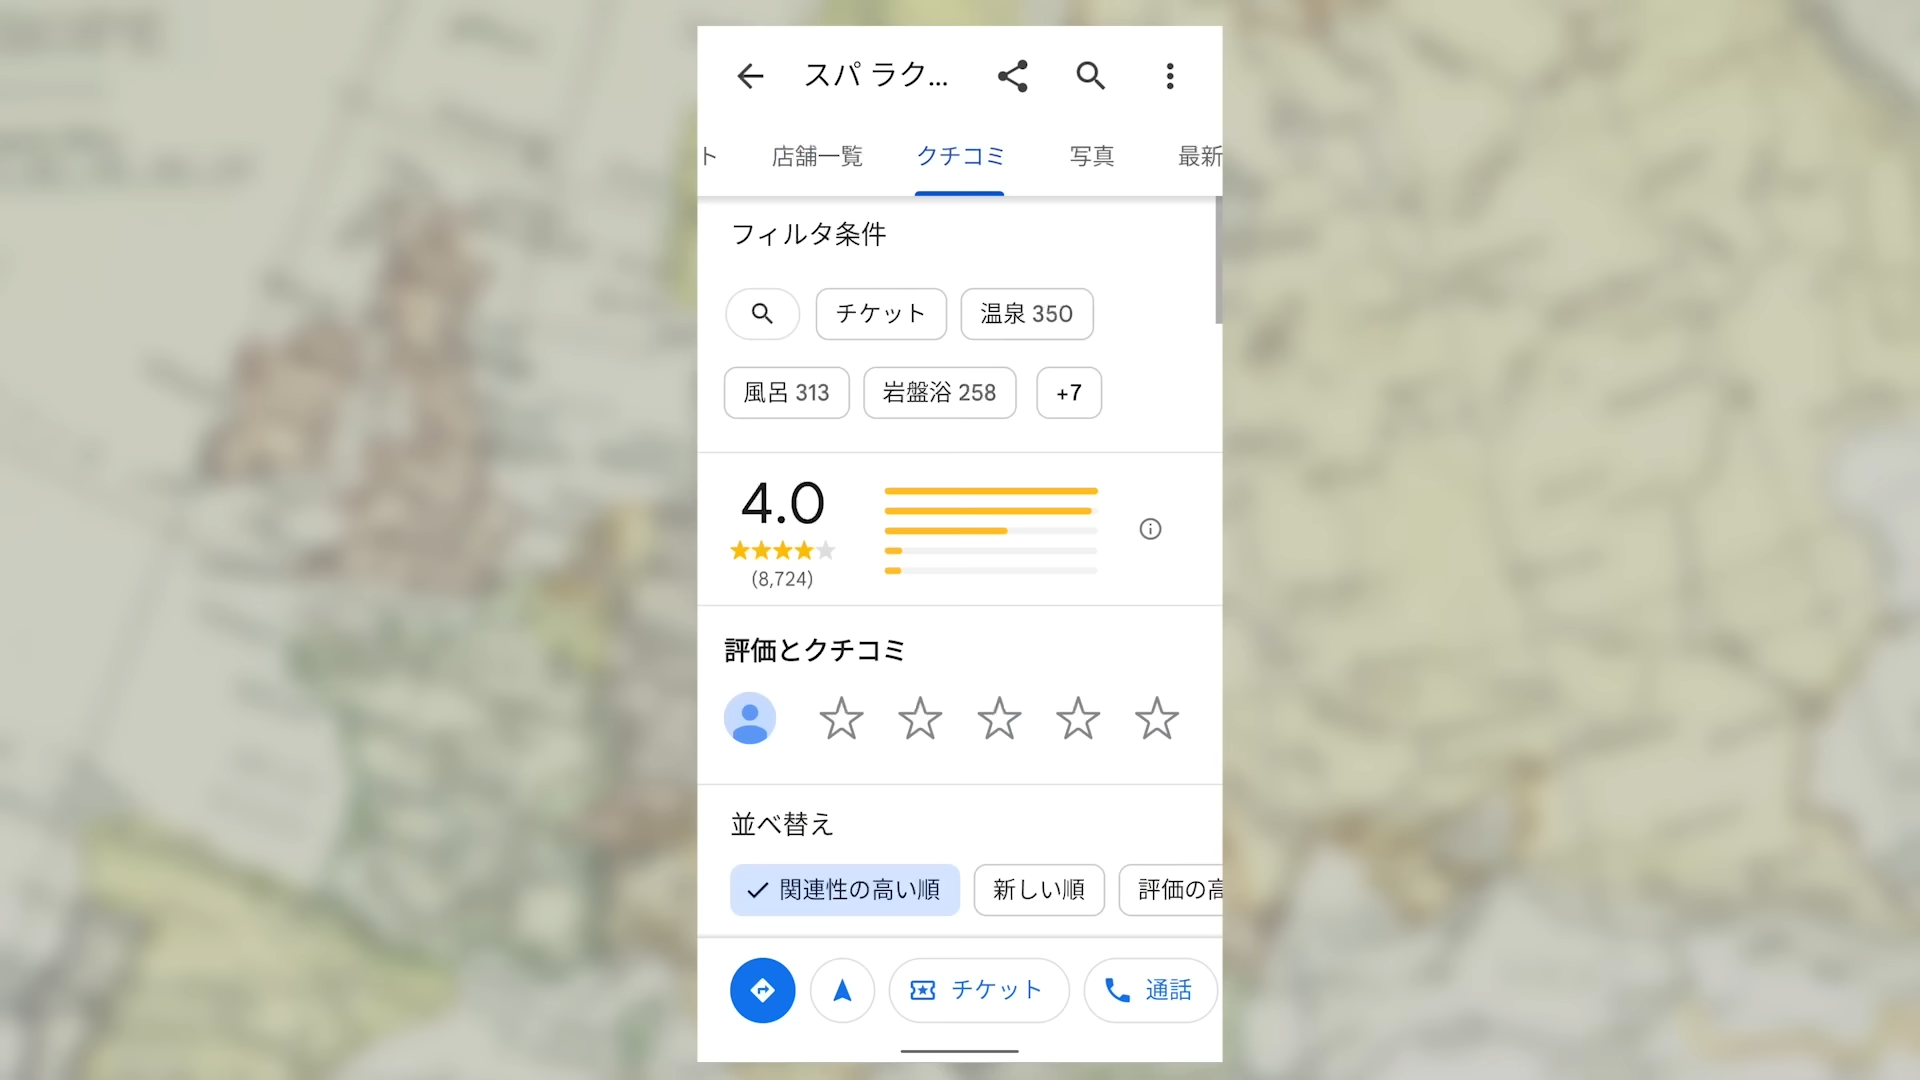 スパ ラク...
ト 店舗一覧 クチコミ 写真 最新
フィルタ条件
チケット 温泉 350
風呂 313 岩盤浴 258 +7
4.0
(8,724)
評価とクチコミ
並べ替え
関連性の高い順 新しい順 評価の高
チケット 通話